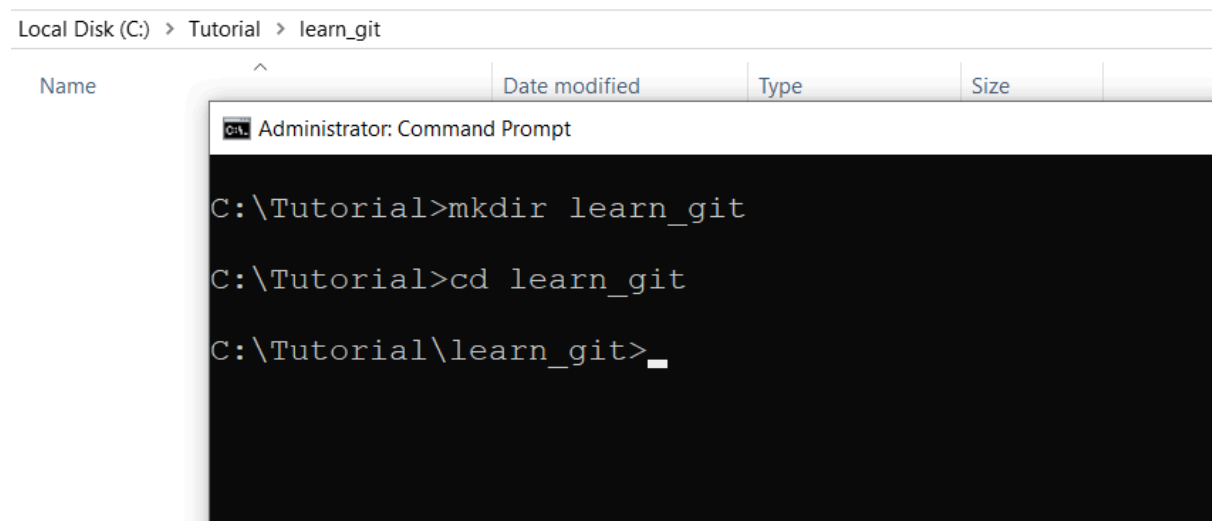 Local Disk (C:) > Tutorial > learn_git
Name Date modified Type Size
C:\. Administrator: Command Prompt
C:\Tutorial>mkdir learn_git
C:\Tutorial>cd learn_git
C:\Tutorial\learn_git>